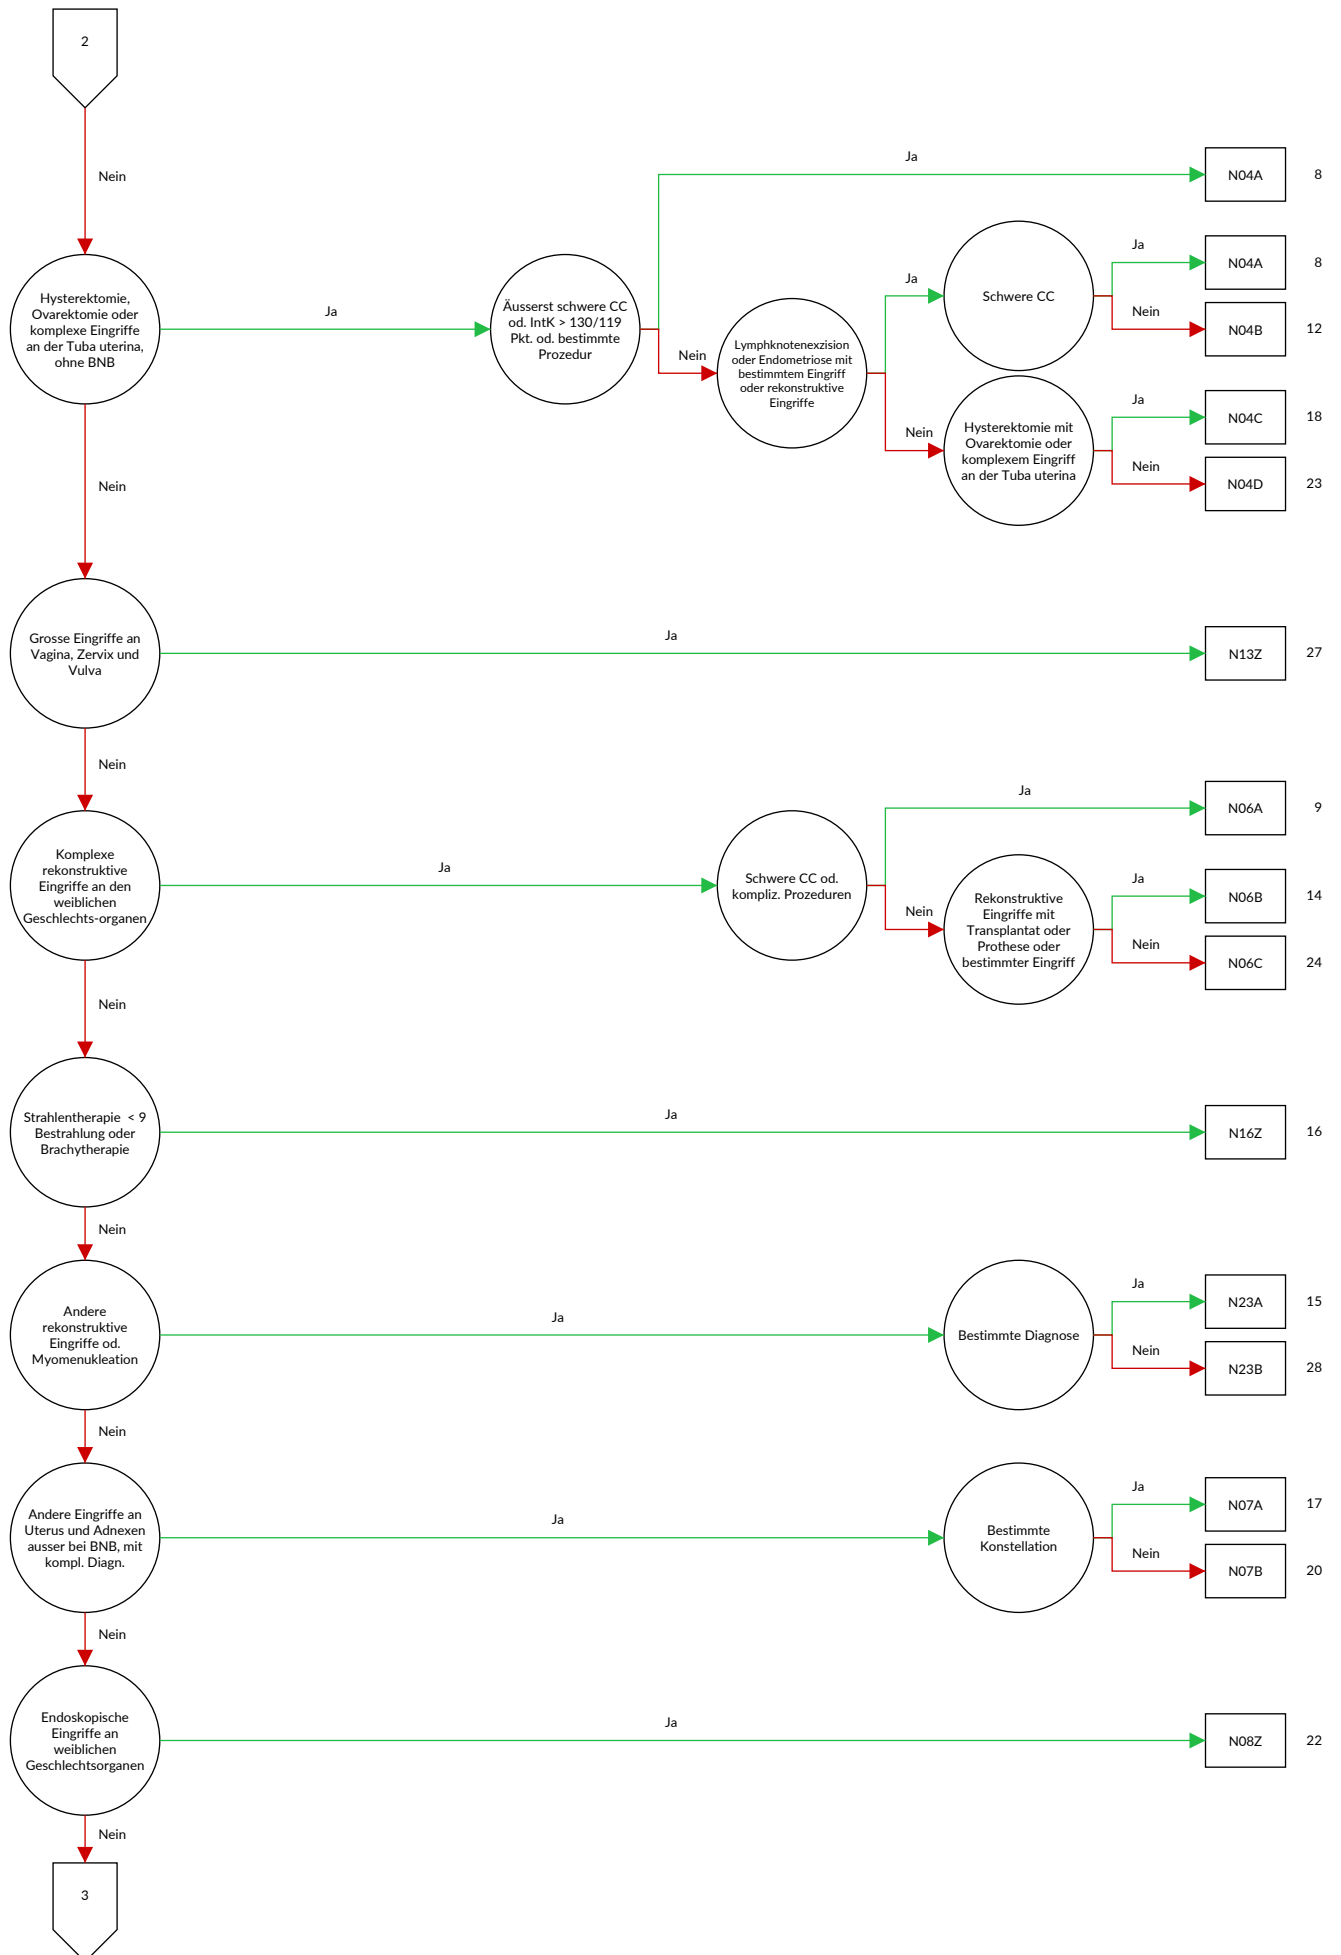 2
Nein
Ja
N04A
8
Hysterektomie,
Ovarektomie oder
komplexe Eingriffe
an der Tuba uterina,
ohne BNB
Ja
Äusserst schwere CC
od. IntK > 130/119
Pkt. od. bestimmte
Prozedur
Nein
Lymphknotenexzision
oder Endometriose mit
bestimmtem Eingriff
oder rekonstruktive
Eingriffe
Ja
Schwere CC
Ja
N04A
8
Nein
N04B
12
Nein
Hysterektomie mit
Ovarektomie oder
komplexem Eingriff
an der Tuba uterina
Ja
N04C
18
Nein
N04D
23
Nein
Grosse Eingriffe an
Vagina, Zervix und
Vulva
Ja
N13Z
27
Nein
Komplexe
rekonstruktive
Eingriffe an den
weiblichen
Geschlechts-organen
Ja
Schwere CC od.
kompliz. Prozeduren
Ja
N06A
9
Nein
Rekonstruktive
Eingriffe mit
Transplantat oder
Prothese oder
bestimmter Eingriff
Ja
N06B
14
Nein
N06C
24
Nein
Strahlentherapie < 9
Bestrahlung oder
Brachytherapie
Ja
N16Z
16
Nein
Andere
rekonstruktive
Eingriffe od.
Myomenukleation
Ja
Bestimmte Diagnose
Ja
N23A
15
Nein
N23B
28
Nein
Andere Eingriffe an
Uterus und Adnexen
ausser bei BNB, mit
kompl. Diagn.
Ja
Bestimmte
Konstellation
Ja
N07A
17
Nein
N07B
20
Nein
Endoskopische
Eingriffe an
weiblichen
Geschlechtsorganen
Ja
N08Z
22
Nein
3